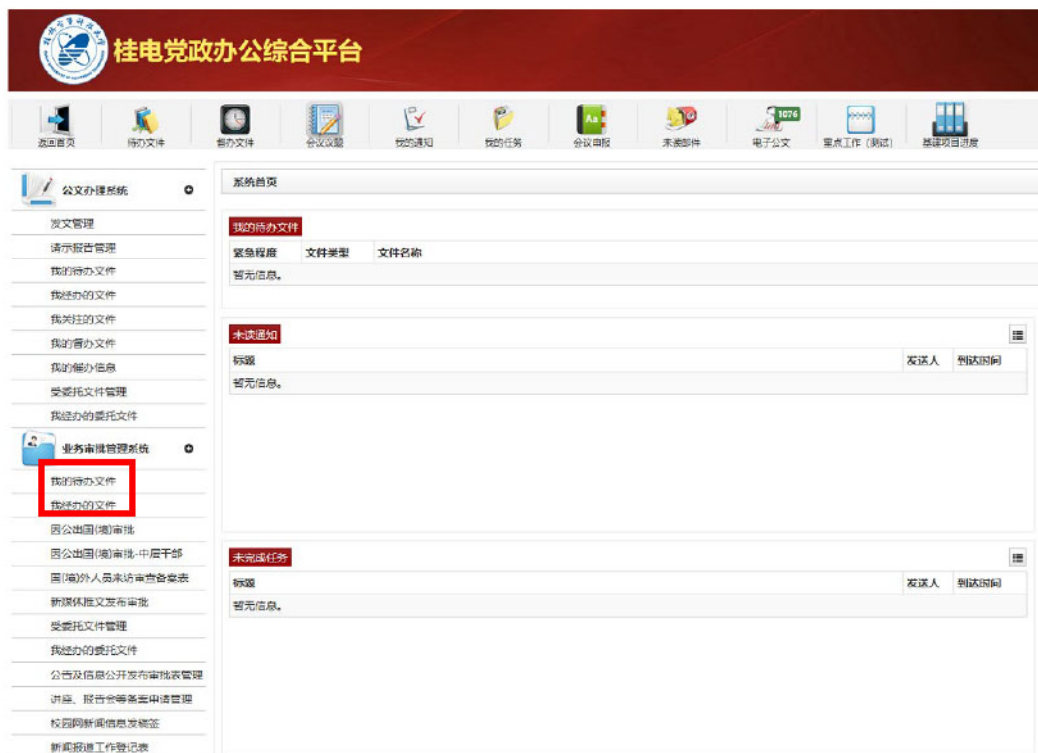 桂电党政办公综合平台
返回首页 待办文件 督办文件 会议议题 我的通知 我的任务 会议申报 未读邮件 电子公文 重点工作（测试） 基建项目进度
Aa
1076
公文办理系统
发文管理
请示报告管理
我的待办文件
我经办的文件
我关注的文件
我的督办文件
我的催办信息
受委托文件管理
我经办的委托文件
业务审批管理系统
我的待办文件
我经办的文件
因公出国(境)审批
因公出国(境)审批-中层干部
国(境)外人员来访审查备案表
新媒体推文发布审批
受委托文件管理
我经办的委托文件
公告及信息公开发布审批表管理
讲座、报告会等备案申请管理
校园网新闻信息发稿签
新闻报道工作登记表
系统首页
我的待办文件
紧急程度 文件类型 文件名称
暂无信息。
未读通知
标题 发送人 到达时间
暂无信息。
未完成任务
标题 发送人 到达时间
暂无信息。